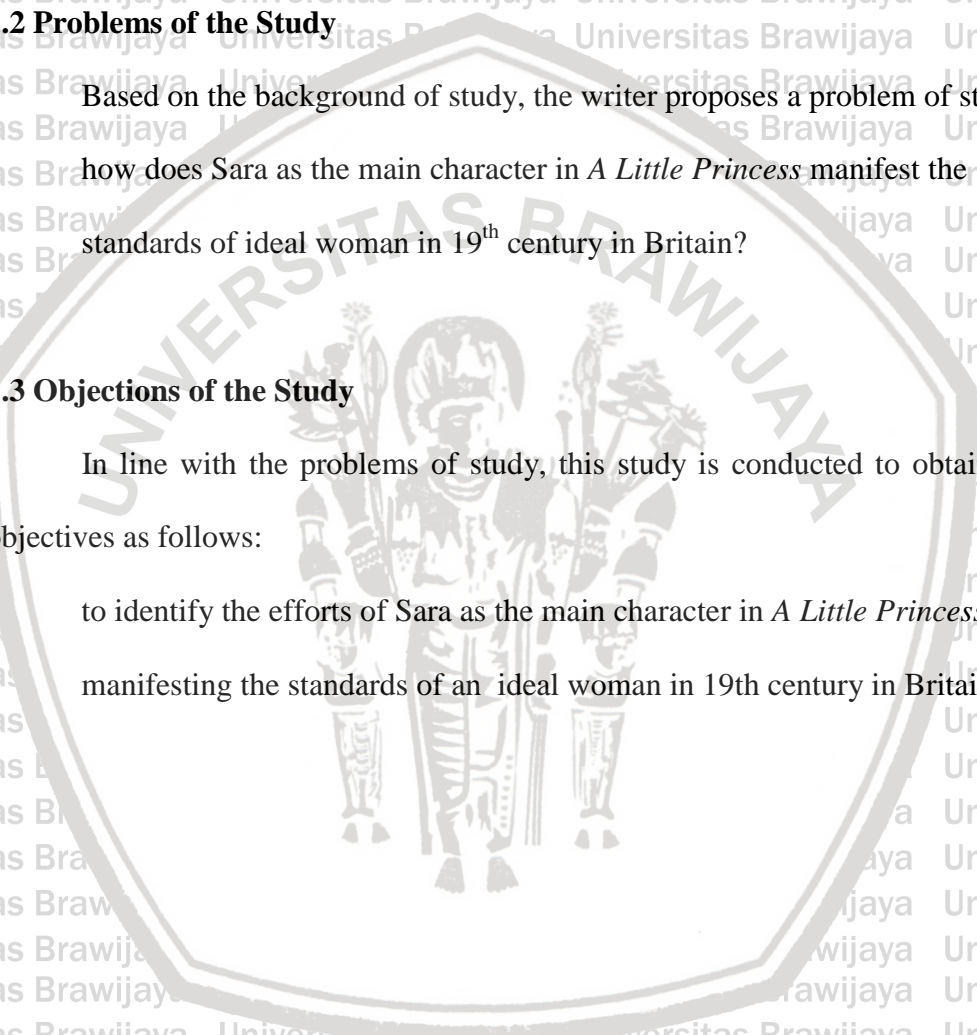 .2 Problems of the Study
Based on the background of study, the writer proposes a problem of st
how does Sara as the main character in A Little Princess manifest the
standards of ideal woman in 19th century in Britain?
UNIVERSITAS BRAWIJAYA
.3 Objections of the Study
In line with the problems of study, this study is conducted to obtai
bjectives as follows:
to identify the efforts of Sara as the main character in A Little Princess
manifesting the standards of an ideal woman in 19th century in Britai